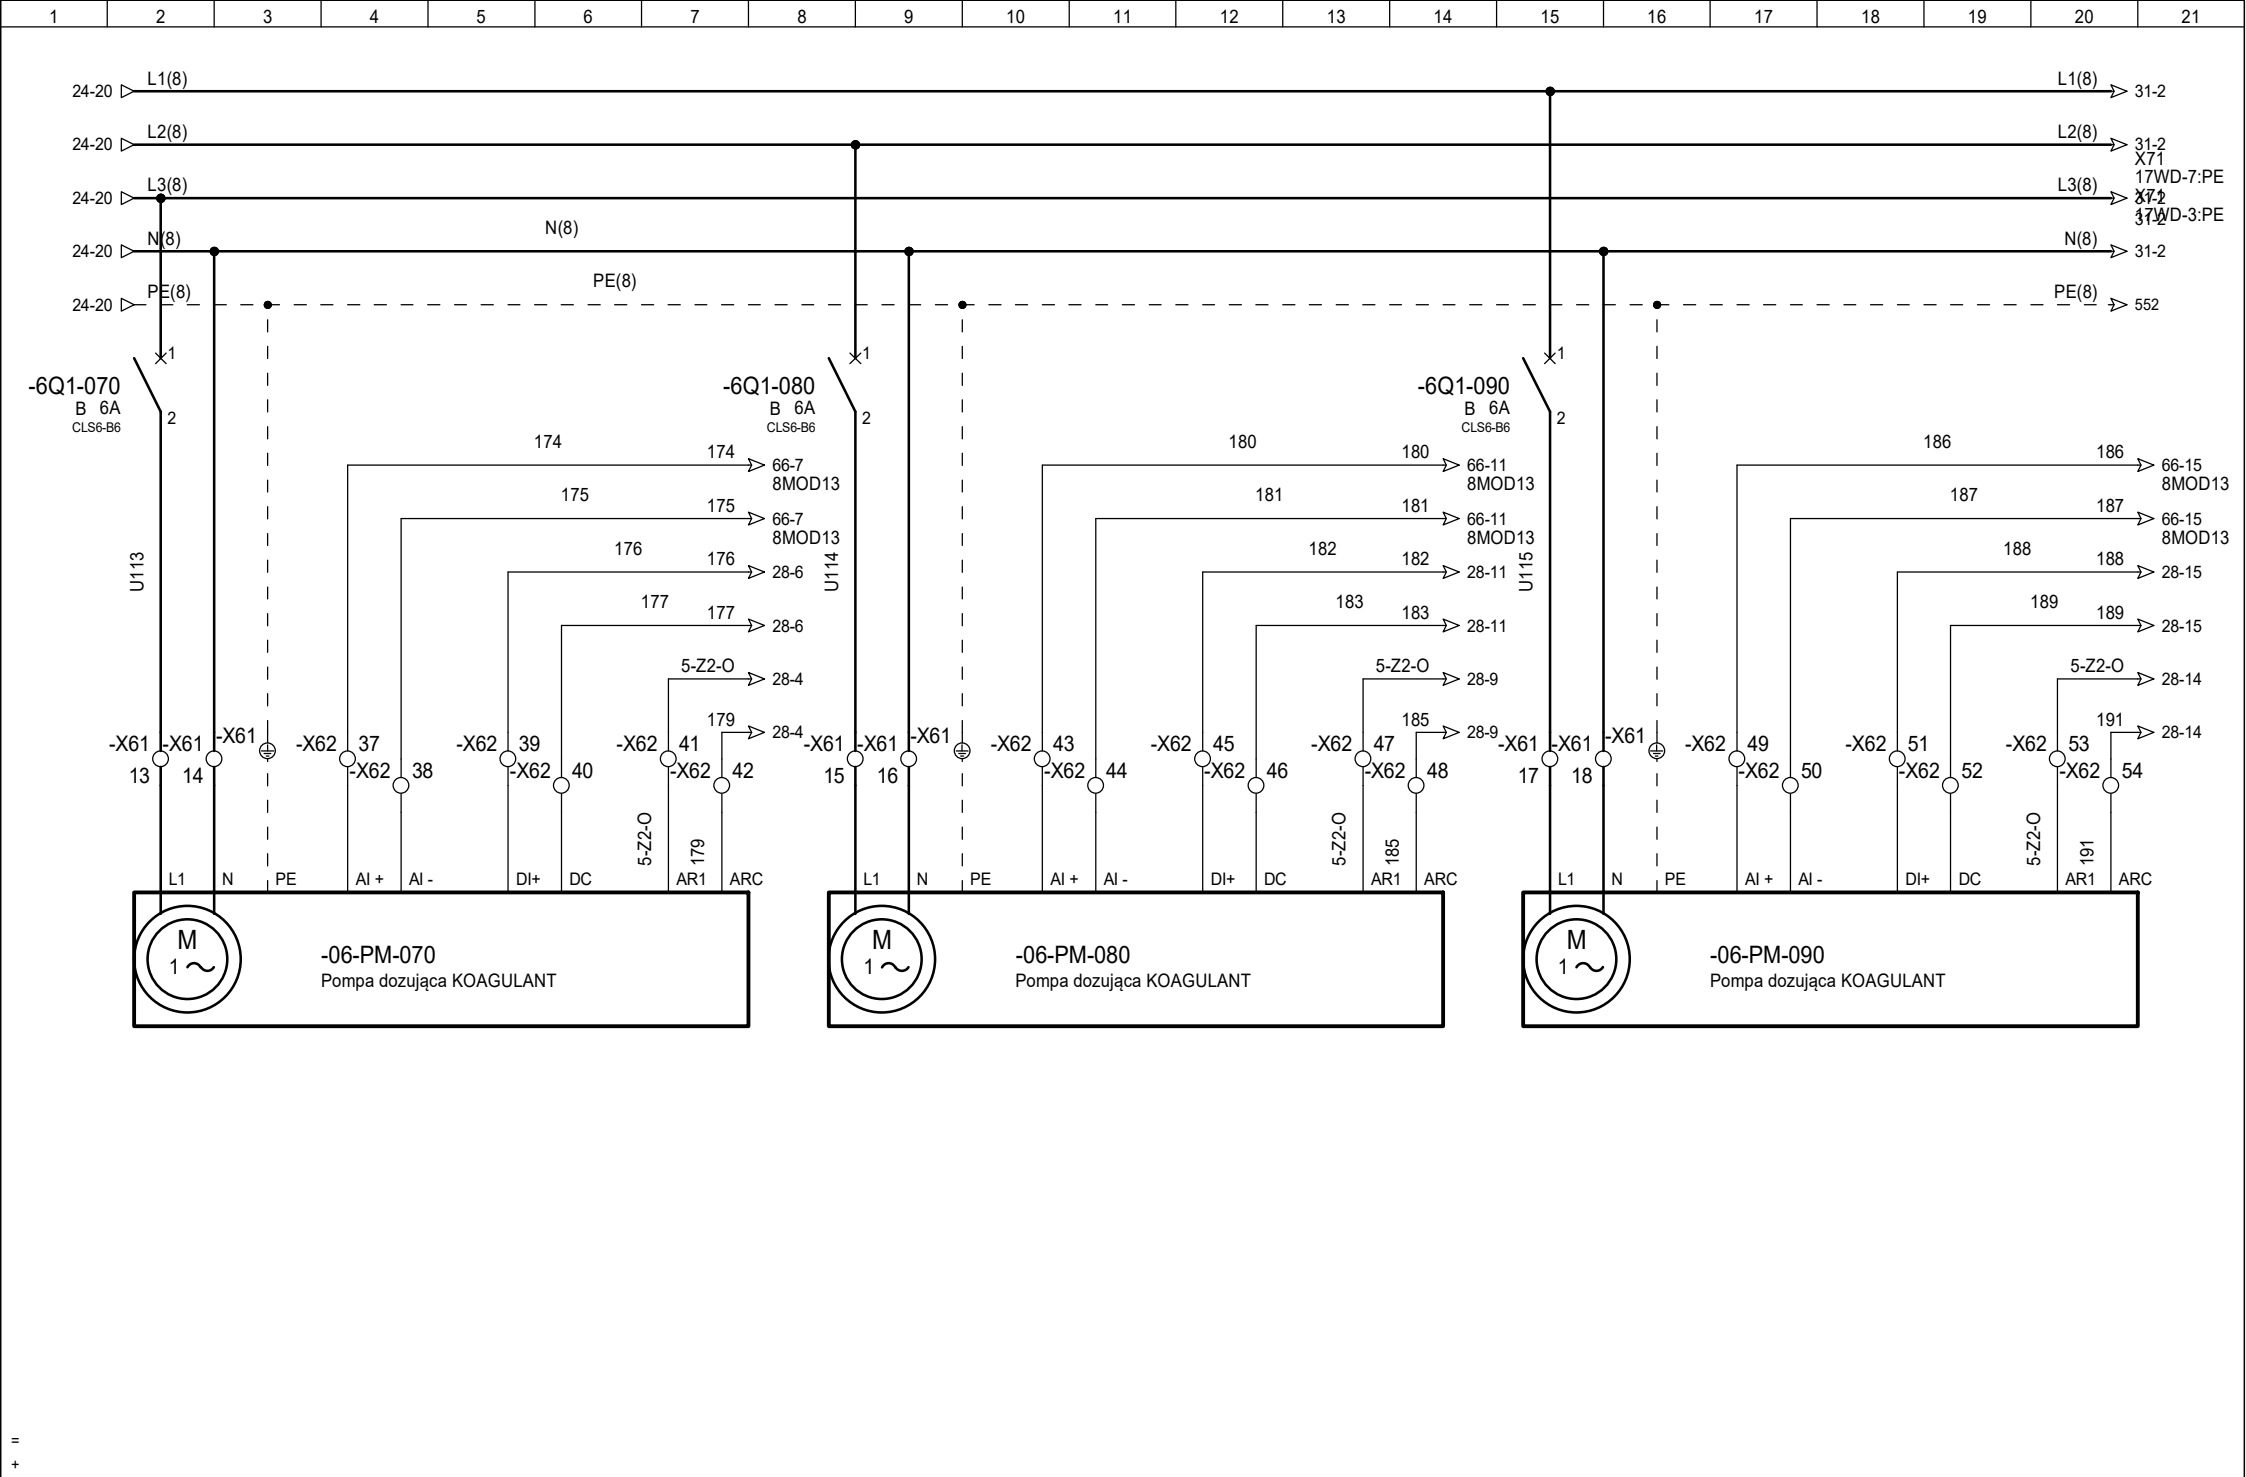 1 2 3 4 5 6 7 8 9 10 11 12 13 14 15 16 17 18 19 20 21
24-20 L1(8) L1(8) 31-2
24-20 L2(8) L2(8) 31-2
X71
17WD-7:PE
24-20 L3(8) L3(8) 31-2
X71
17WD-3:PE
31-2
24-20 N(8) N(8) N(8) 31-2
24-20 PE(8) PE(8) PE(8) 552
-6Q1-070
B 6A
CLS6-B6
1
2
U113
174 174 66-7
8MOD13
175 175 66-7
8MOD13
176 176 28-6
177 177 28-6
5-Z2-O 28-4
179 28-4
-X61 13
-X61 14
-X61
-X62 37
-X62 38
-X62 39
-X62 40
-X62 41
-X62 42
5-Z2-O
179
L1 N PE AI + AI - DI+ DC AR1 ARC
M
1
-06-PM-070
Pompa dozująca KOAGULANT
-6Q1-080
B 6A
CLS6-B6
1
2
U114
180 180 66-11
8MOD13
181 181 66-11
8MOD13
182 182 28-11
183 183 28-11
5-Z2-O 28-9
185 28-9
-X61 15
-X61 16
-X61
-X62 43
-X62 44
-X62 45
-X62 46
-X62 47
-X62 48
5-Z2-O
185
L1 N PE AI + AI - DI+ DC AR1 ARC
M
1
-06-PM-080
Pompa dozująca KOAGULANT
-6Q1-090
B 6A
CLS6-B6
1
2
U115
186 186 66-15
8MOD13
187 187 66-15
8MOD13
188 188 28-15
189 189 28-15
5-Z2-O 28-14
191 28-14
-X61 17
-X61 18
-X61
-X62 49
-X62 50
-X62 51
-X62 52
-X62 53
-X62 54
5-Z2-O
191
L1 N PE AI + AI - DI+ DC AR1 ARC
M
1
-06-PM-090
Pompa dozująca KOAGULANT
=
+